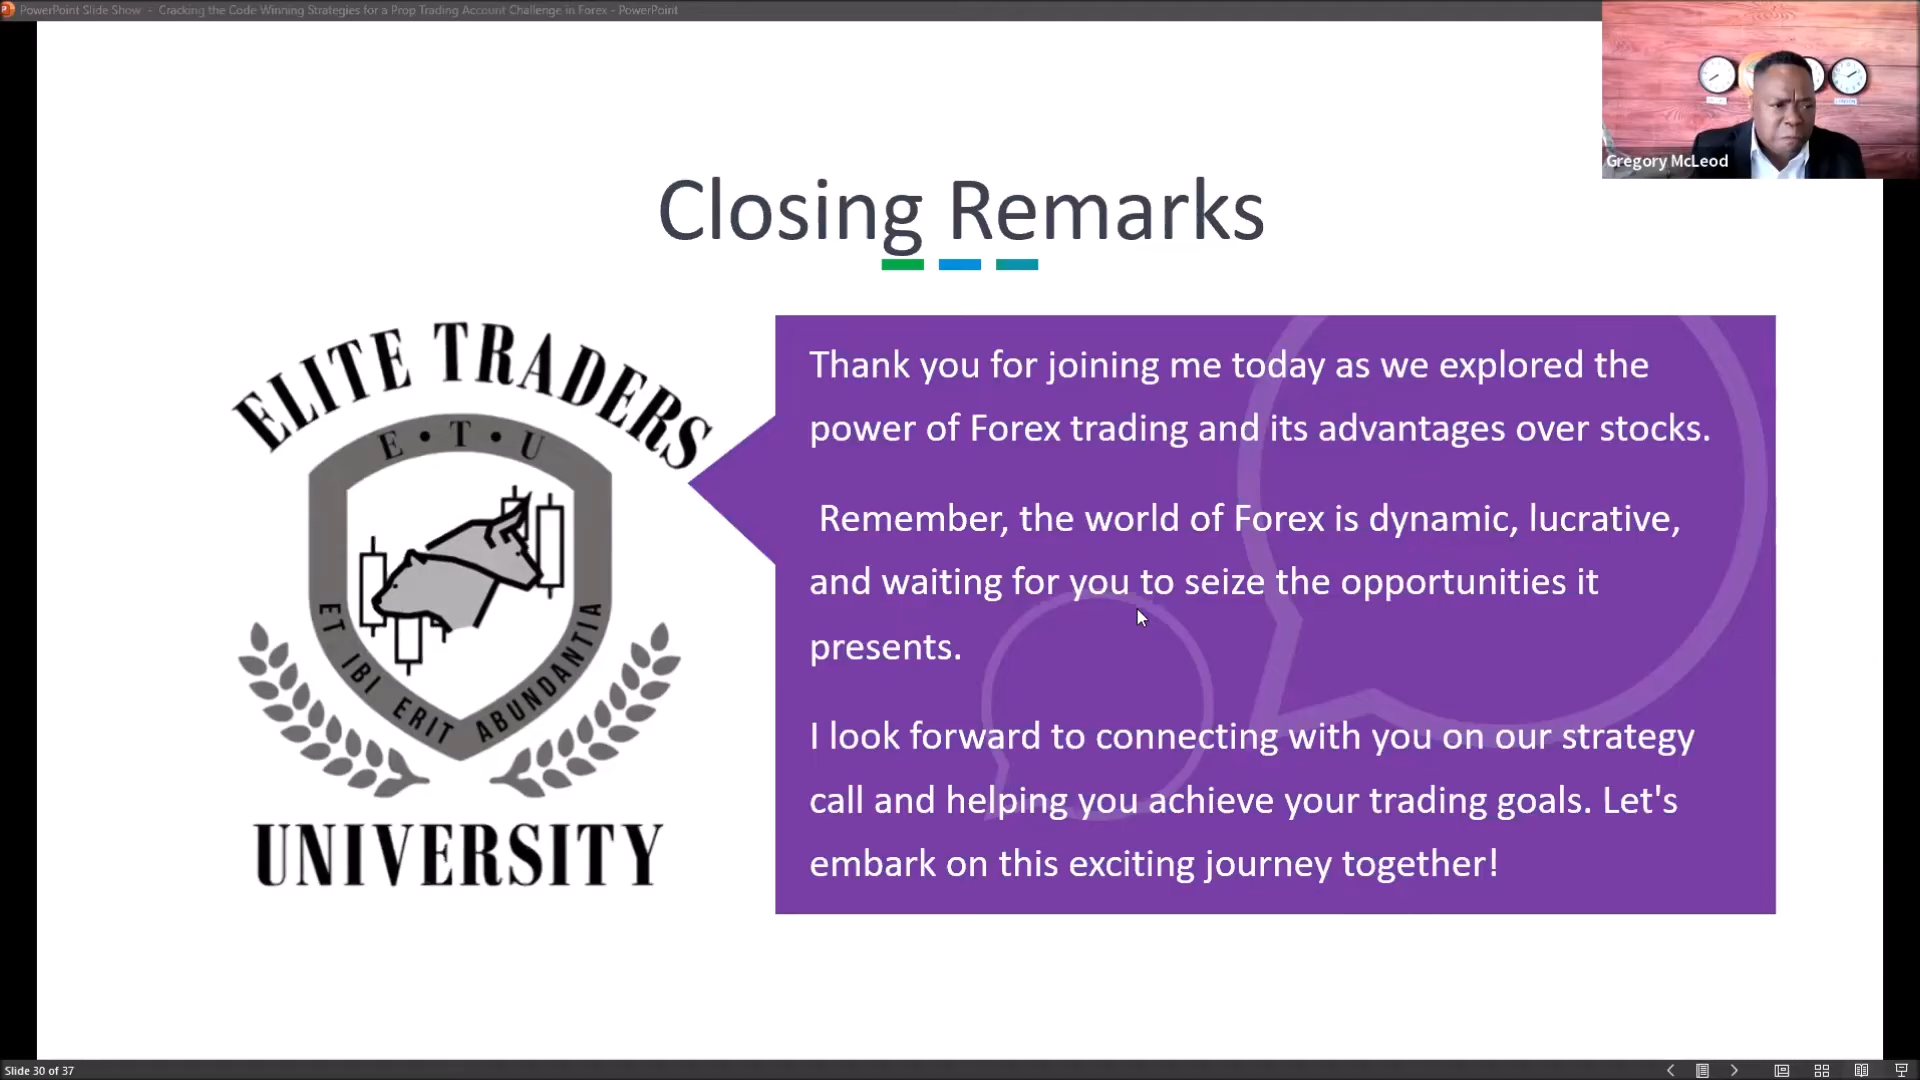 PowerPoint Slide Show - Cracking the Code Winning Strategies for a Prop Trading Account Challenge in Forex - PowerPoint
Gregory McLeod
Closing Remarks
ELITE TRADERS
E • T • U
ET IBI ERIT ABUNDANTIA
UNIVERSITY
Thank you for joining me today as we explored the
power of Forex trading and its advantages over stocks.
Remember, the world of Forex is dynamic, lucrative,
and waiting for you to seize the opportunities it
presents.
I look forward to connecting with you on our strategy
call and helping you achieve your trading goals. Let's
embark on this exciting journey together!
Slide 30 of 37